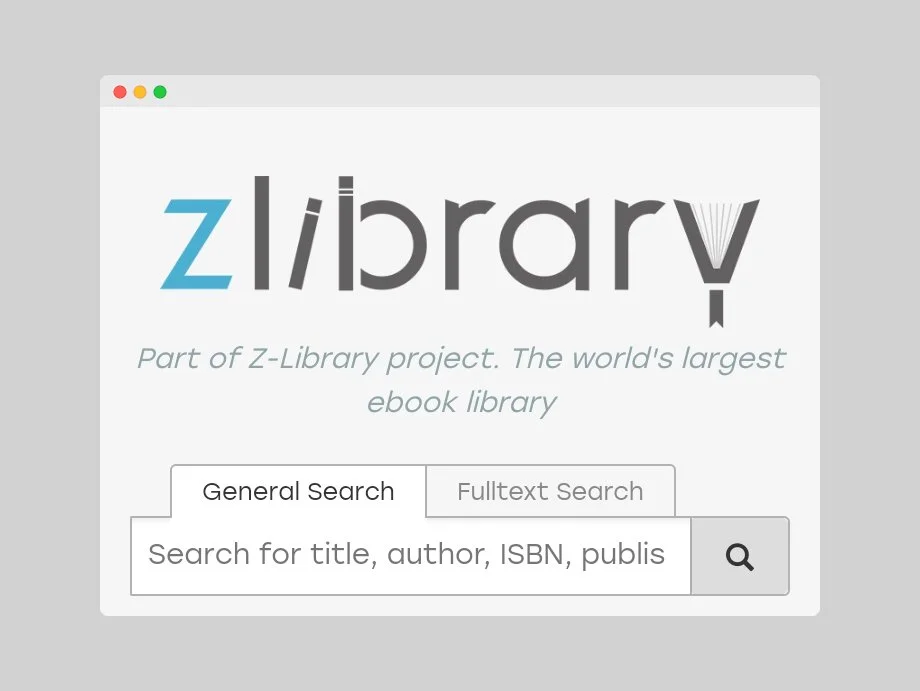 zlibrary
Part of Z-Library project. The world's largest
ebook library
General Search
Fulltext Search
Search for title, author, ISBN, publis